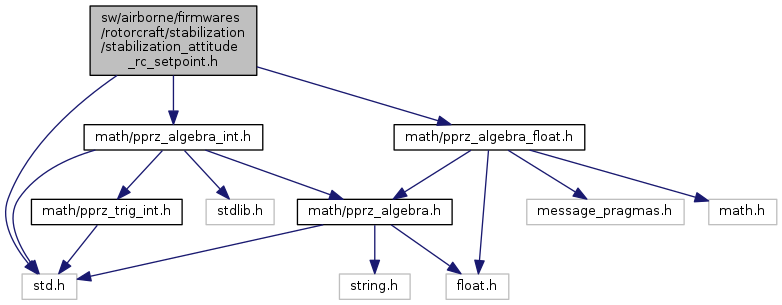 sw/airborne/firmwares
/rotorcraft/stabilization
/stabilization_attitude
_rc_setpoint.h
math/pprz_algebra_int.h
math/pprz_algebra_float.h
math/pprz_trig_int.h
stdlib.h
math/pprz_algebra.h
message_pragmas.h
math.h
std.h
string.h
float.h